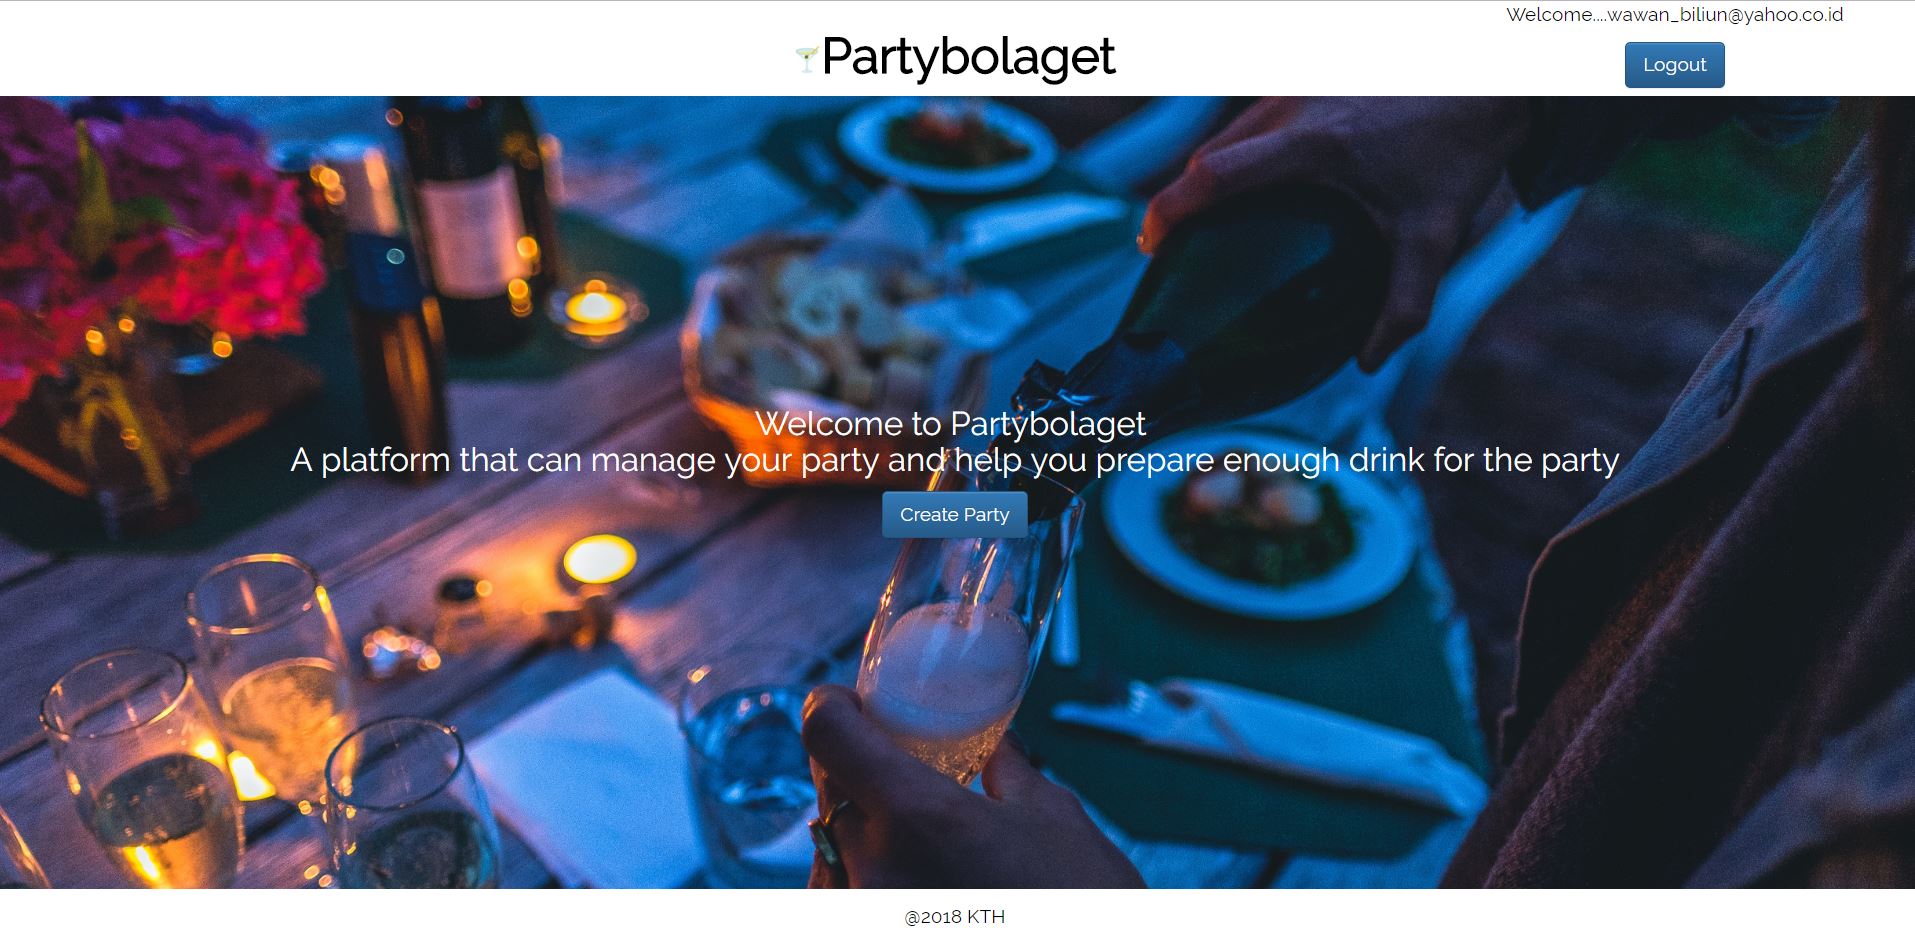 Welcome....wawan_biliun@yahoo.co.id
Partybolaget
Logout
Welcome to Partybolaget
A platform that can manage your party and help you prepare enough drink for the party
Create Party
@2018 KTH